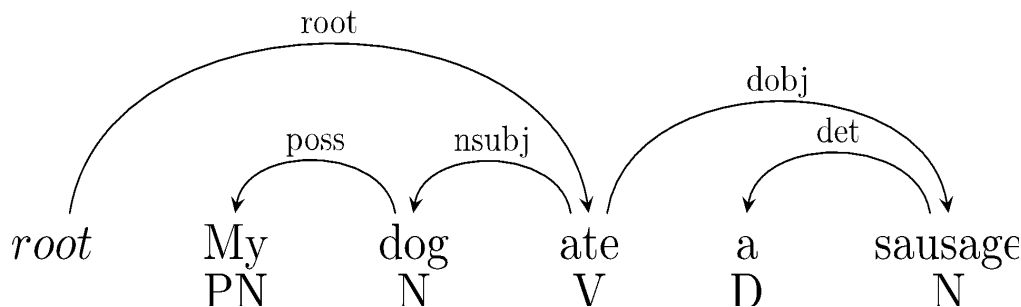 root
dobj
poss nsubj det
root My dog ate a sausage
PN N V D N